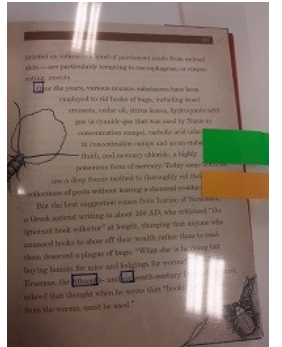 printed on vellum — a kind of parchment made from animal
skin — are particularly tempting to necrophagous, or corpse-
eating, insects.
Over the years, various noxious substances have been
employed to rid books of bugs, including wood
creosote, cedar oil, citrus leaves, hydrocyanic acid
gas (a cyanide gas that was used by Nazis in
concentration camps), carbolic acid
in concentration camps and as an
fluid, and mercury chloride, a highly
poisonous form of mercury. Today some
use a deep freeze method to thoroughly rid their
collections of pests without leaving a chemical residue.
But the best suggestion comes from Lucian of
a Greek satirist writing in about 160 AD, who criticised "the
ignorant book collector" at length, charging that anyone who
amassed books to show off their wealth rather than to read
them deserved a plague of bugs: "What else is he doing but
buying haunts for mice and lodgings for worms
Erasmus, the fifteenth- and sixteenth-century
echoed that thought when he wrote that "books
from the worms, must be used."